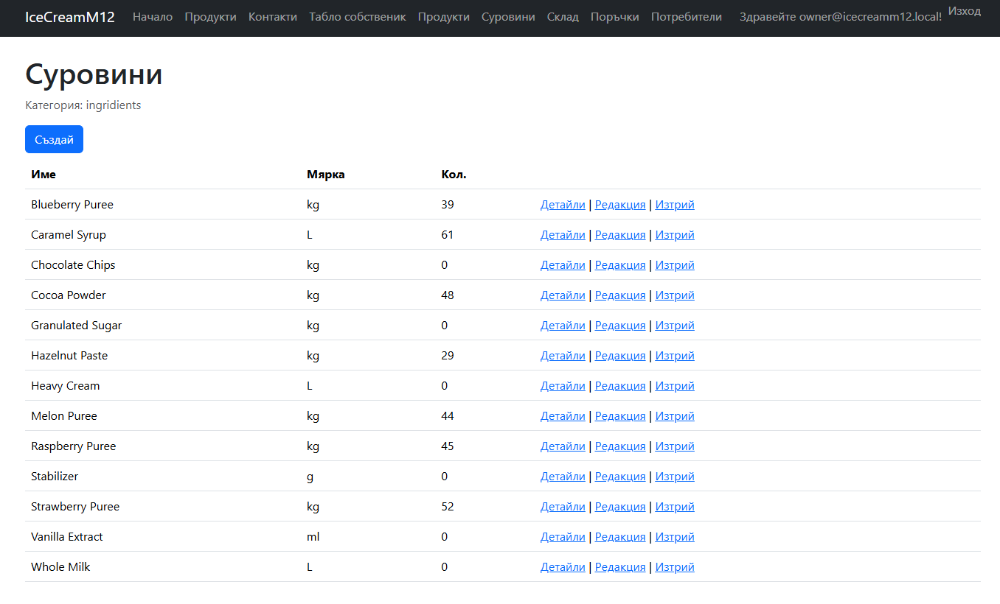 IceCreamM12 Начало Продукти Контакти Табло собственик Продукти Суровини Склад Поръчки Потребители Здравейте owner@icecreamm12.local! Изход
Суровини
Категория: ingridients
Създай
Име Мярка Кол.
Blueberry Puree kg 39 Детайли | Редакция | Изтрий
Caramel Syrup L 61 Детайли | Редакция | Изтрий
Chocolate Chips kg 0 Детайли | Редакция | Изтрий
Cocoa Powder kg 48 Детайли | Редакция | Изтрий
Granulated Sugar kg 0 Детайли | Редакция | Изтрий
Hazelnut Paste kg 29 Детайли | Редакция | Изтрий
Heavy Cream L 0 Детайли | Редакция | Изтрий
Melon Puree kg 44 Детайли | Редакция | Изтрий
Raspberry Puree kg 45 Детайли | Редакция | Изтрий
Stabilizer g 0 Детайли | Редакция | Изтрий
Strawberry Puree kg 52 Детайли | Редакция | Изтрий
Vanilla Extract ml 0 Детайли | Редакция | Изтрий
Whole Milk L 0 Детайли | Редакция | Изтрий